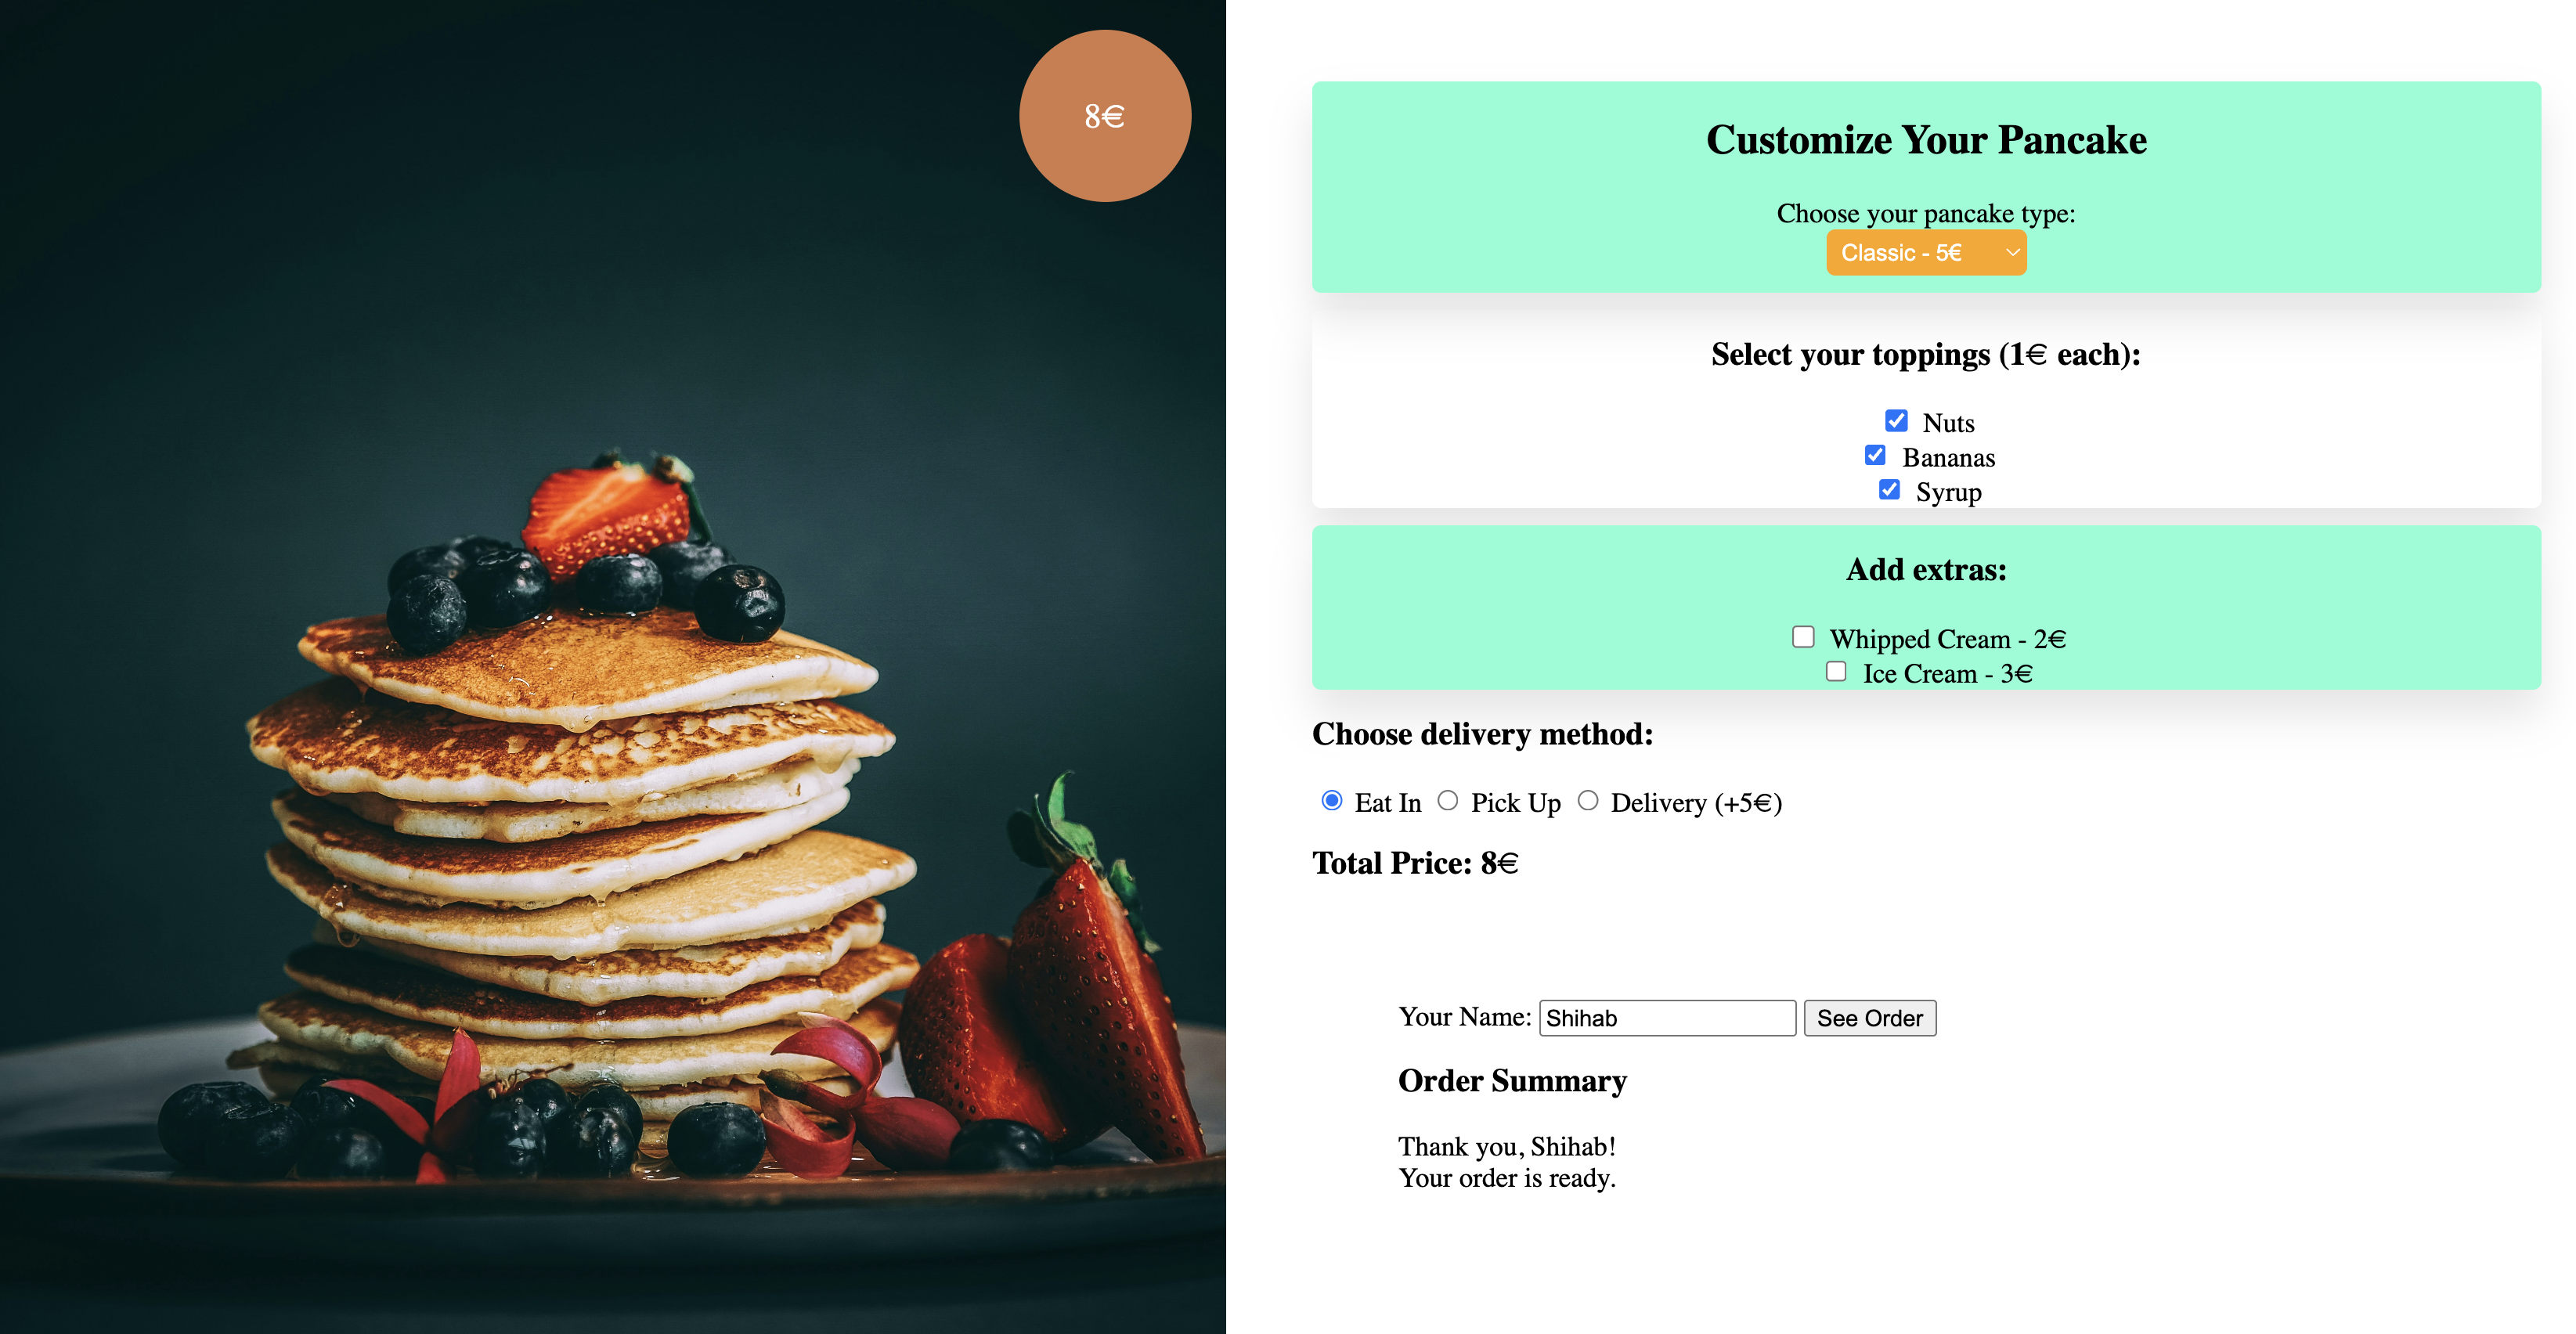 8€
Customize Your Pancake
Choose your pancake type:
Classic - 5€
Select your toppings (1€ each):
Nuts
Bananas
Syrup
Add extras:
Whipped Cream - 2€
Ice Cream - 3€
Choose delivery method:
Eat In Pick Up Delivery (+5€)
Total Price: 8€
Your Name: Shihab See Order
Order Summary
Thank you, Shihab!
Your order is ready.